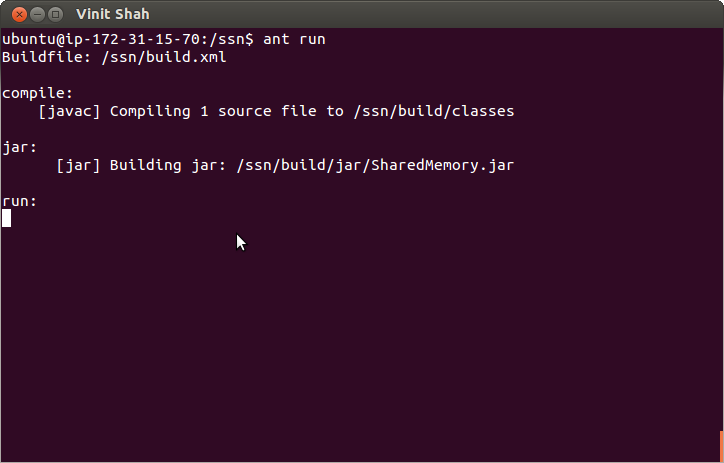 Vinit Shah
ubuntu@ip-172-31-15-70:/ssn$ ant run
Buildfile: /ssn/build.xml
compile:
[javac] Compiling 1 source file to /ssn/build/classes
jar:
[jar] Building jar: /ssn/build/jar/SharedMemory.jar
run: